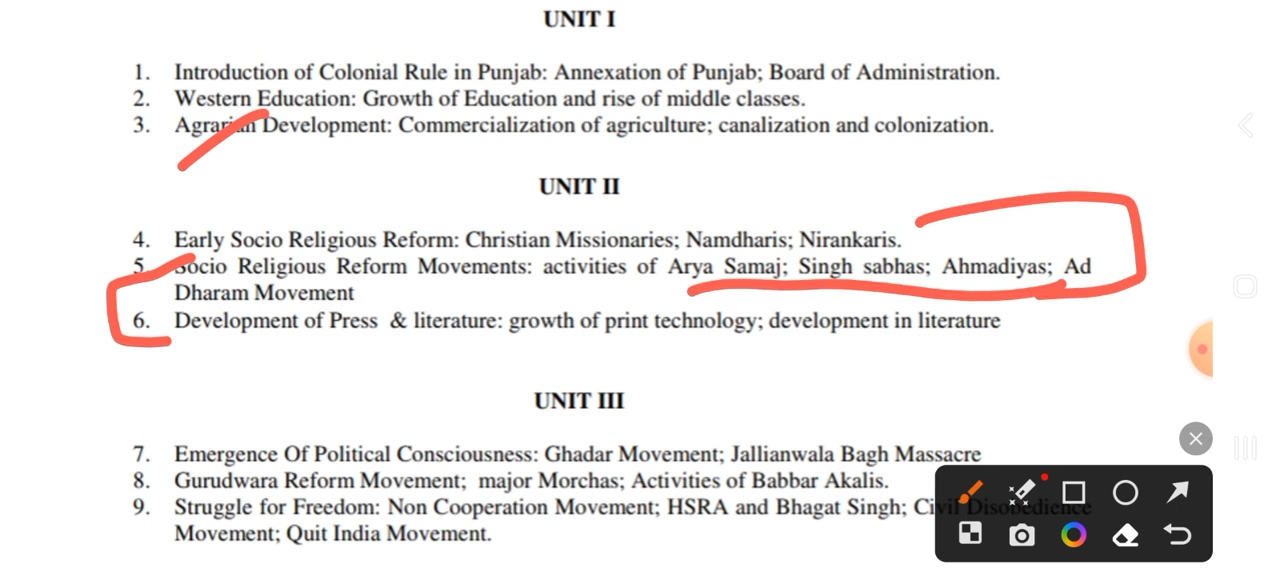 UNIT I
1. Introduction of Colonial Rule in Punjab: Annexation of Punjab; Board of Administration.
2. Western Education: Growth of Education and rise of middle classes.
3. Agrarian Development: Commercialization of agriculture; canalization and colonization.
UNIT II
4. Early Socio Religious Reform: Christian Missionaries; Namdharis; Nirankaris.
5. Socio Religious Reform Movements: activities of Arya Samaj; Singh sabhas; Ahmadiyas; Ad
Dharam Movement
6. Development of Press & literature: growth of print technology; development in literature
UNIT III
7. Emergence Of Political Consciousness: Ghadar Movement; Jallianwala Bagh Massacre
8. Gurudwara Reform Movement; major Morchas; Activities of Babbar Akalis.
9. Struggle for Freedom: Non Cooperation Movement; HSRA and Bhagat Singh; Civil Disobedience
Movement; Quit India Movement.